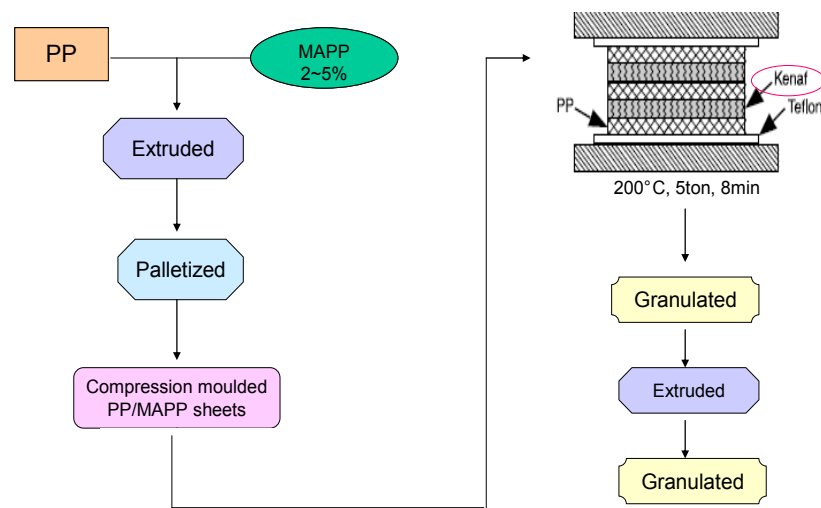 PP
MAPP
2~5%
Extruded
Palletized
Compression moulded
PP/MAPP sheets
Kenaf
PP
Teflon
200°C, 5ton, 8min
Granulated
Extruded
Granulated